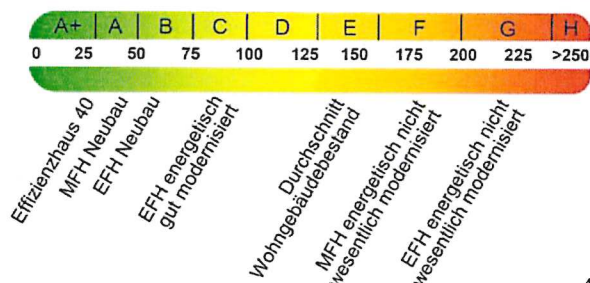 A+ A B C D E F G H
0 25 50 75 100 125 150 175 200 225 >250
Effizienzhaus 40
MFH Neubau
EFH Neubau
EFH energetisch
gut modernisiert
Durchschnitt
Wohngebäudebestand
MFH energetisch nicht
wesentlich modernisiert
EFH energetisch nicht
wesentlich modernisiert